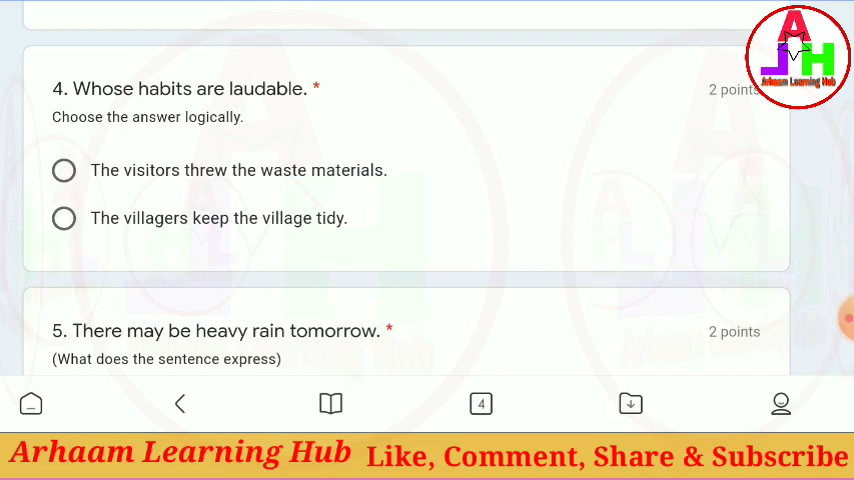 4. Whose habits are laudable. *
2 points
Choose the answer logically.
The visitors threw the waste materials.
The villagers keep the village tidy.
5. There may be heavy rain tomorrow. *
2 points
(What does the sentence express)
4
Arhaam Learning Hub Like, Comment, Share & Subscribe
A
J H
Arhaam Learning Hub